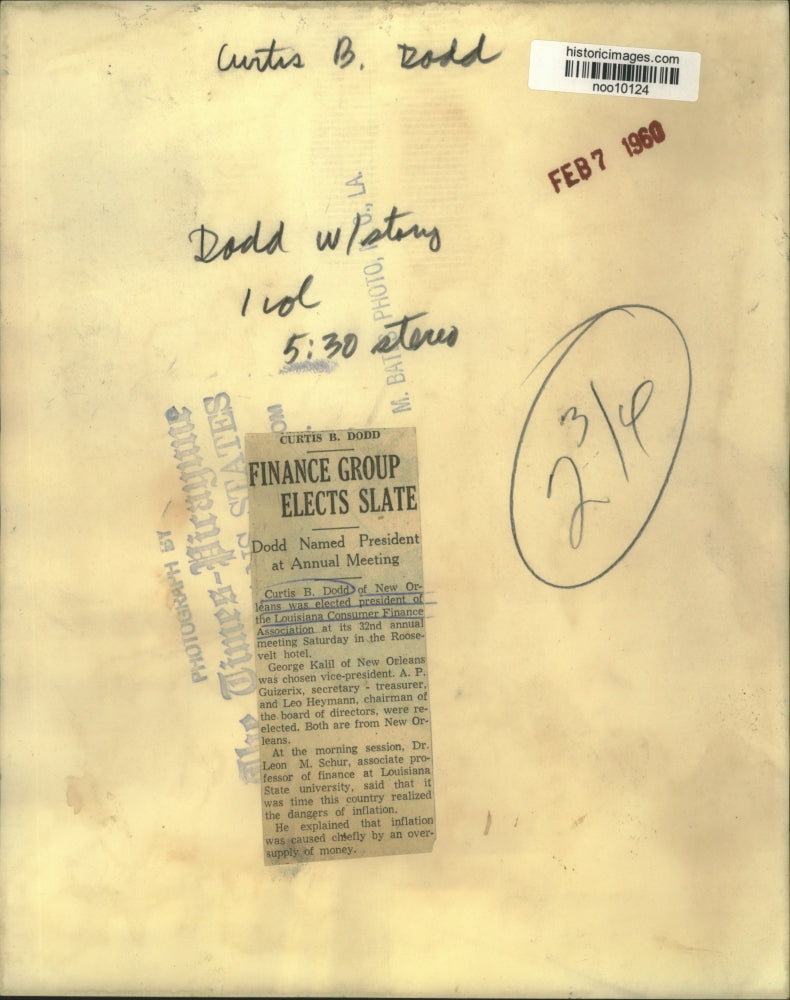 Curtis B. Dodd
historicimages.com
noo10124
FEB 7 1960
Dodd w/story
1 col
5:30 stereo
M. BAT PHOTO, LA.
2 3/4
PHOTOGRAPH BY
The Times-Picayune
STATES
CURTIS B. DODD
FINANCE GROUP
ELECTS SLATE
Dodd Named President
at Annual Meeting
Curtis B. Dodd of New Or-
leans was elected president of
the Louisiana Consumer Finance
Association at its 32nd annual
meeting Saturday in the Roose-
velt hotel.
George Kalil of New Orleans
was chosen vice-president. A. P.
Guizerix, secretary - treasurer,
and Leo Heymann, chairman of
the board of directors, were re-
elected. Both are from New Or-
leans.
At the morning session, Dr.
Leon M. Schur, associate pro-
fessor of finance at Louisiana
State university, said that it
was time this country realized
the dangers of inflation.
He explained that inflation
was caused chiefly by an over-
supply of money.